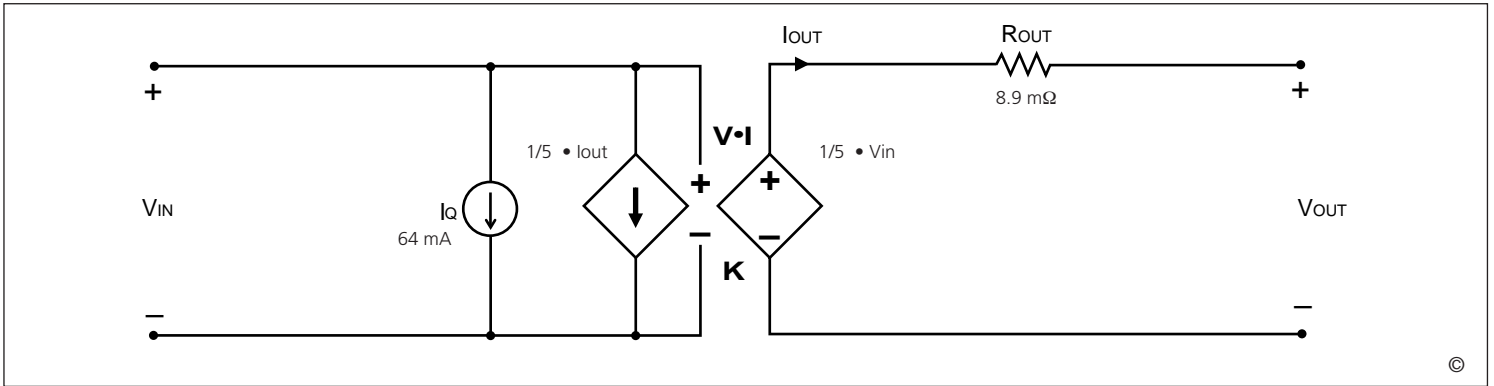 IOUT
ROUT
8.9 mΩ
+
+
V•I
1/5 • Iout
1/5 • Vin
+
+
VIN
IQ
64 mA
VOUT
–
–
K
–
–
©